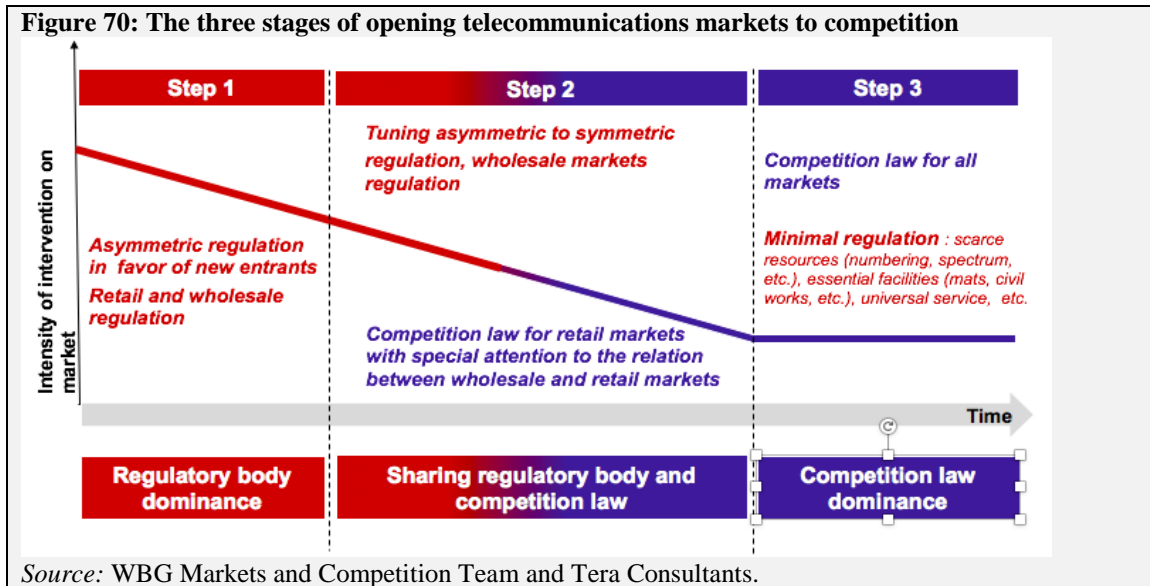 Figure 70: The three stages of opening telecommunications markets to competition
Step 1
Step 2
Step 3
Intensity of intervention on
market
Asymmetric regulation
in favor of new entrants
Retail and wholesale
regulation
Tuning asymmetric to symmetric
regulation, wholesale markets
regulation
Competition law for retail markets
with special attention to the relation
between wholesale and retail markets
Competition law for all
markets
Minimal regulation : scarce
resources (numbering, spectrum,
etc.), essential facilities (mats, civil
works, etc.), universal service, etc.
Time
Regulatory body
dominance
Sharing regulatory body and
competition law
Competition law
dominance
Source: WBG Markets and Competition Team and Tera Consultants.